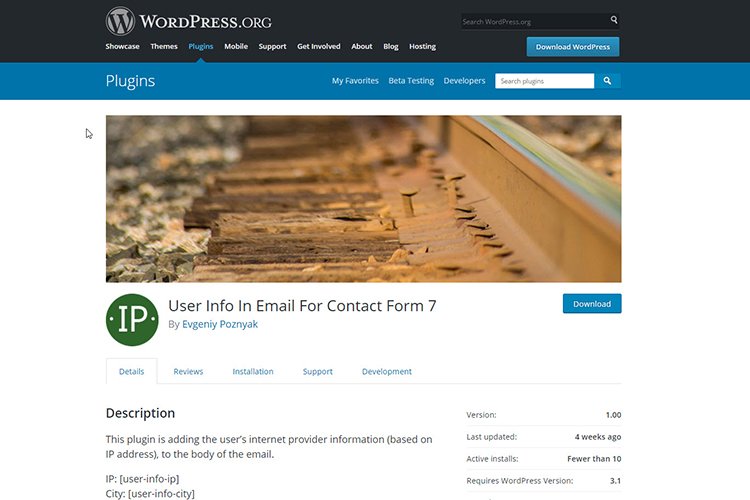 WORDPRESS.ORG
Search WordPress.org
Showcase Themes Plugins Mobile Support Get Involved About Blog Hosting
Download WordPress
Plugins
My Favorites Beta Testing Developers
Search plugins
IP
User Info In Email For Contact Form 7
By Evgeniy Poznyak
Download
Details Reviews Installation Support Development
Description
This plugin is adding the user's internet provider information (based on
IP address), to the body of the email.
IP: [user-info-ip]
City: [user-info-city]
Version: 1.00
Last updated: 4 weeks ago
Active installs: Fewer than 10
Requires WordPress Version: 3.1